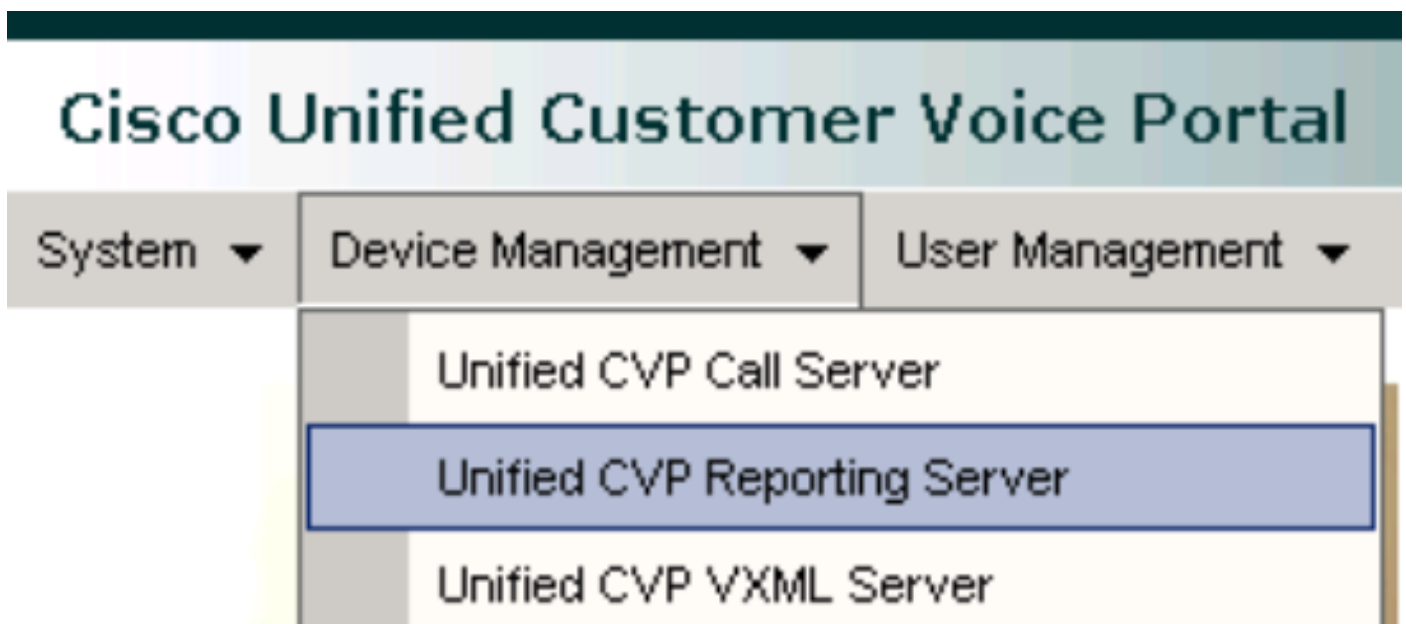 Cisco Unified Customer Voice Portal
System Device Management User Management
Unified CVP Call Server
Unified CVP Reporting Server
Unified CVP VXML Server